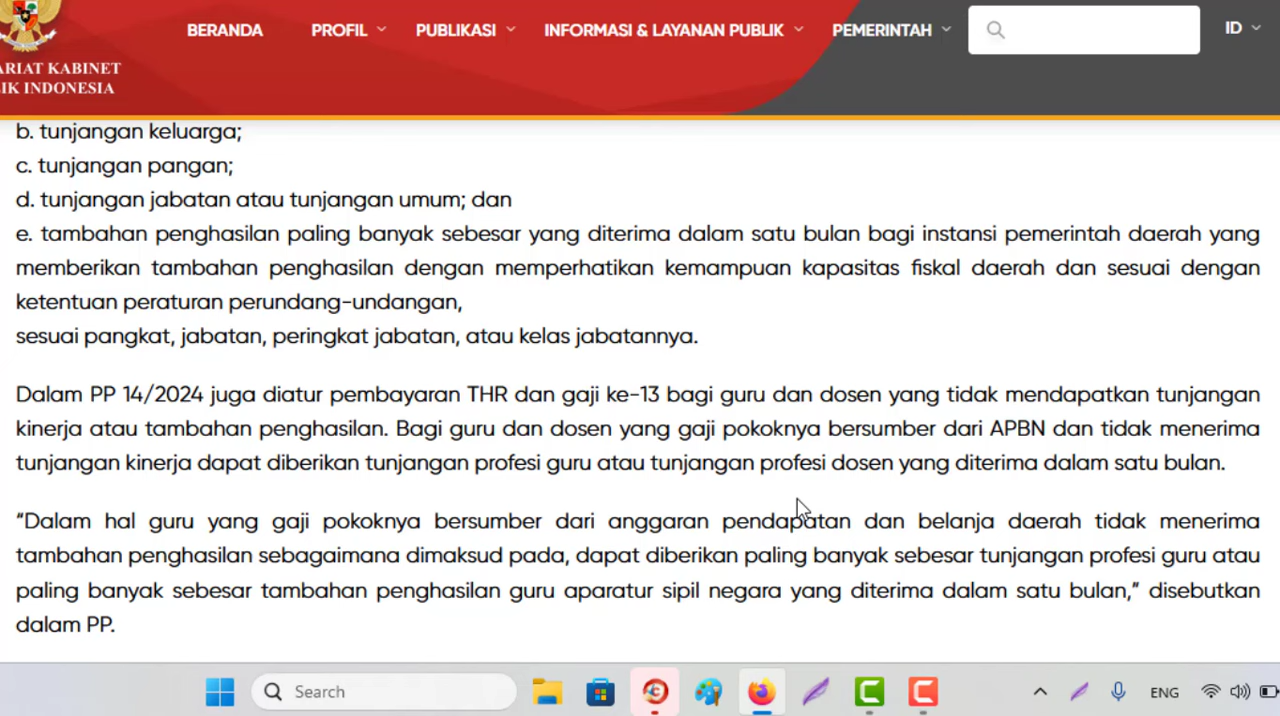 BERANDA PROFIL PUBLIKASI INFORMASI & LAYANAN PUBLIK PEMERINTAH ID
ARIAT KABINET
IK INDONESIA
b. tunjangan keluarga;
c. tunjangan pangan;
d. tunjangan jabatan atau tunjangan umum; dan
e. tambahan penghasilan paling banyak sebesar yang diterima dalam satu bulan bagi instansi pemerintah daerah yang
memberikan tambahan penghasilan dengan memperhatikan kemampuan kapasitas fiskal daerah dan sesuai dengan
ketentuan peraturan perundang-undangan,
sesuai pangkat, jabatan, peringkat jabatan, atau kelas jabatannya.
Dalam PP 14/2024 juga diatur pembayaran THR dan gaji ke-13 bagi guru dan dosen yang tidak mendapatkan tunjangan
kinerja atau tambahan penghasilan. Bagi guru dan dosen yang gaji pokoknya bersumber dari APBN dan tidak menerima
tunjangan kinerja dapat diberikan tunjangan profesi guru atau tunjangan profesi dosen yang diterima dalam satu bulan.
“Dalam hal guru yang gaji pokoknya bersumber dari anggaran pendapatan dan belanja daerah tidak menerima
tambahan penghasilan sebagaimana dimaksud pada, dapat diberikan paling banyak sebesar tunjangan profesi guru atau
paling banyak sebesar tambahan penghasilan guru aparatur sipil negara yang diterima dalam satu bulan,” disebutkan
dalam PP.
Search ENG